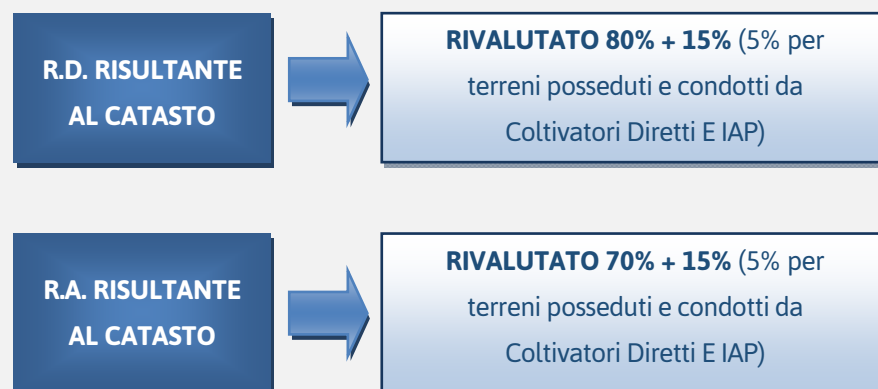 R.D. RISULTANTE
AL CATASTO
RIVALUTATO 80% + 15% (5% per
terreni posseduti e condotti da
Coltivatori Diretti E IAP)
R.A. RISULTANTE
AL CATASTO
RIVALUTATO 70% + 15% (5% per
terreni posseduti e condotti da
Coltivatori Diretti E IAP)